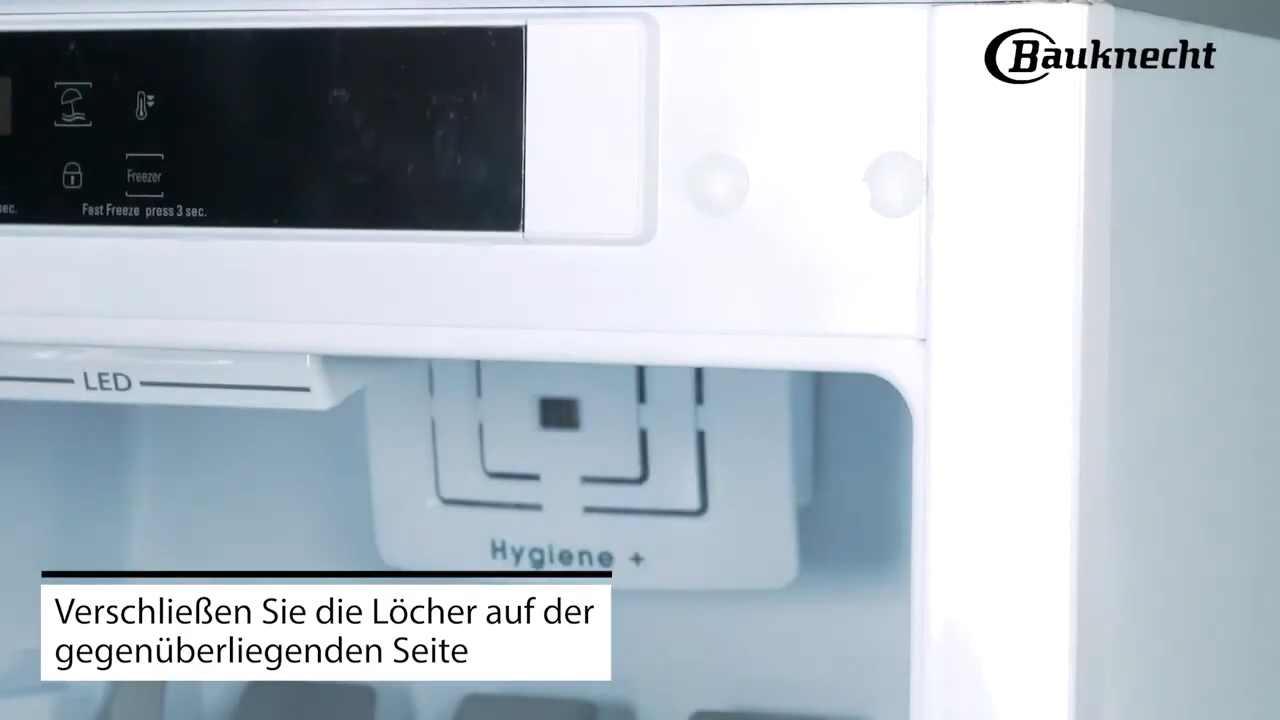 Bauknecht
Freezer
sec.
Fast Freeze press 3 sec.
LED
Hygiene +
Verschließen Sie die Löcher auf der
gegenüberliegenden Seite